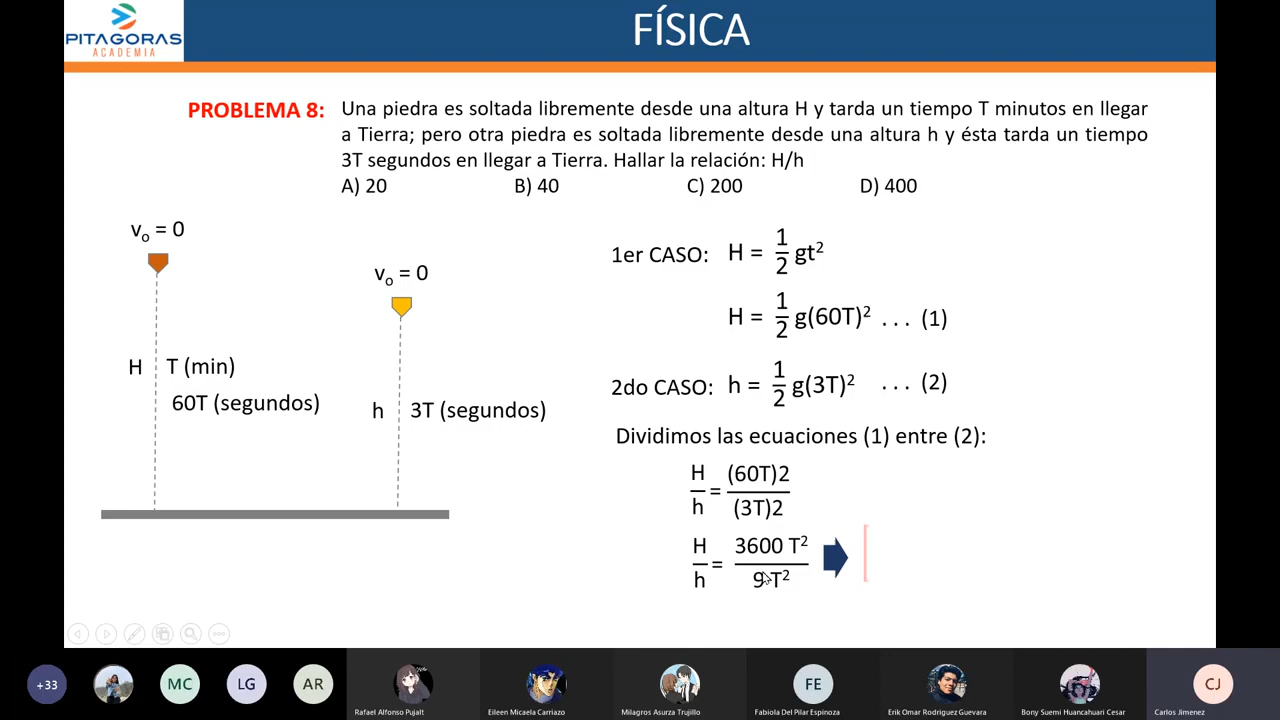 PITAGORAS
ACADEMIA
FÍSICA
PROBLEMA 8: Una piedra es soltada libremente desde una altura H y tarda un tiempo T minutos en llegar
a Tierra; pero otra piedra es soltada libremente desde una altura h y ésta tarda un tiempo
3T segundos en llegar a Tierra. Hallar la relación: H/h
A) 20 B) 40 C) 200 D) 400
v₀ = 0
v₀ = 0
H T (min)
60T (segundos)
h 3T (segundos)
1er CASO: H = 1/2 gt²
H = 1/2 g(60T)² . . . (1)
2do CASO: h = 1/2 g(3T)² . . . (2)
Dividimos las ecuaciones (1) entre (2):
H/h = (60T)2/(3T)2
H/h = 3600 T²/9 T²
+33 MC LG AR FE CJ
Rafael Alfonso Pujalt Eileen Micaela Carriazo Milagros Asurza Trujillo Fabiola Del Pilar Espinoza Erik Omar Rodriguez Guevara Bony Suemi Huancahuari Cesar Carlos Jimenez